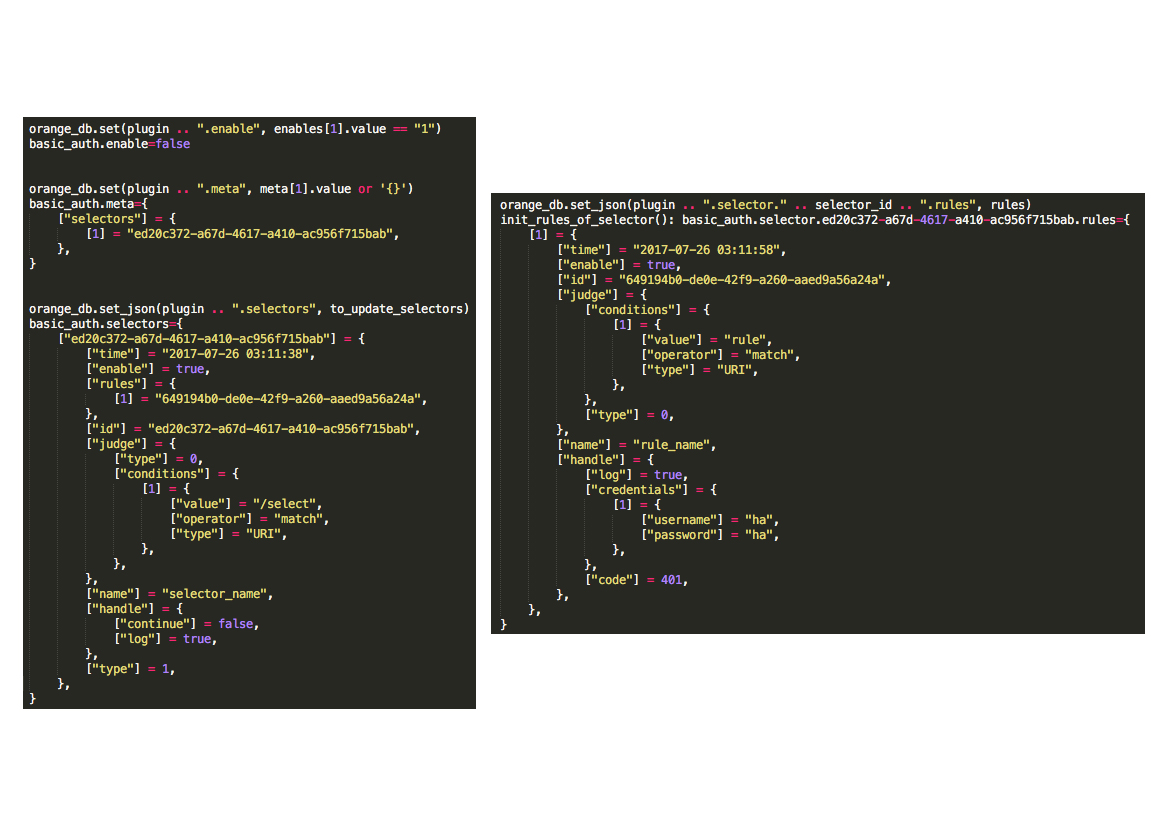 orange_db.set(plugin .. ".enable", enables[1].value == "1")
basic_auth.enable=false
orange_db.set(plugin .. ".meta", meta[1].value or '{}')
basic_auth.meta={
    ["selectors"] = {
        [1] = "ed20c372-a67d-4617-a410-ac956f715bab",
    },
}
orange_db.set_json(plugin .. ".selectors", to_update_selectors)
basic_auth.selectors={
    ["ed20c372-a67d-4617-a410-ac956f715bab"] = {
        ["time"] = "2017-07-26 03:11:38",
        ["enable"] = true,
        ["rules"] = {
            [1] = "649194b0-de0e-42f9-a260-aaed9a56a24a",
        },
        ["id"] = "ed20c372-a67d-4617-a410-ac956f715bab",
        ["judge"] = {
            ["type"] = 0,
            ["conditions"] = {
                [1] = {
                    ["value"] = "/select",
                    ["operator"] = "match",
                    ["type"] = "URI",
                },
            },
        },
        ["name"] = "selector_name",
        ["handle"] = {
            ["continue"] = false,
            ["log"] = true,
        },
        ["type"] = 1,
    },
}
orange_db.set_json(plugin .. ".selector." .. selector_id .. ".rules", rules)
init_rules_of_selector(): basic_auth.selector.ed20c372-a67d-4617-a410-ac956f715bab.rules={
    [1] = {
        ["time"] = "2017-07-26 03:11:58",
        ["enable"] = true,
        ["id"] = "649194b0-de0e-42f9-a260-aaed9a56a24a",
        ["judge"] = {
            ["conditions"] = {
                [1] = {
                    ["value"] = "rule",
                    ["operator"] = "match",
                    ["type"] = "URI",
                },
            },
            ["type"] = 0,
        },
        ["name"] = "rule_name",
        ["handle"] = {
            ["log"] = true,
            ["credentials"] = {
                [1] = {
                    ["username"] = "ha",
                    ["password"] = "ha",
                },
            },
            ["code"] = 401,
        },
    },
}